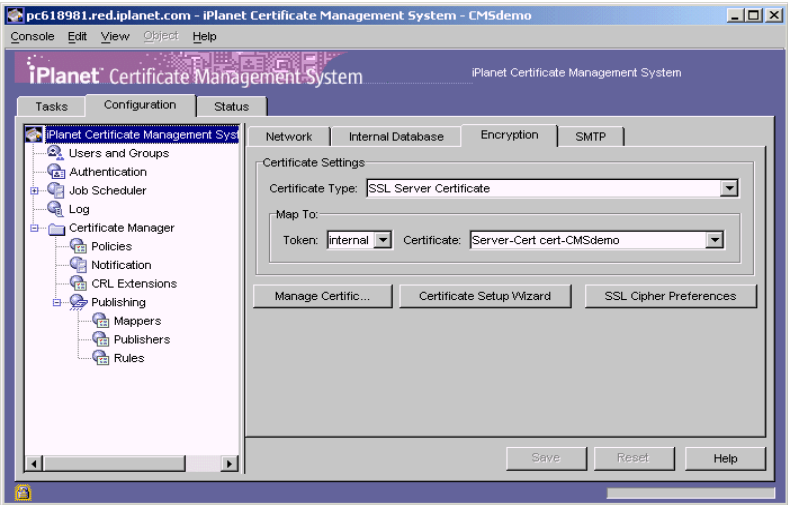 pc618981.red.iplanet.com - iPlanet Certificate Management System - CMSdemo
Console Edit View Object Help
iPlanet Certificate Management System
iPlanet Certificate Management System
Tasks Configuration Status
iPlanet Certificate Management Syst
Users and Groups
Authentication
Job Scheduler
Log
Certificate Manager
Policies
Notification
CRL Extensions
Publishing
Mappers
Publishers
Rules
Network Internal Database Encryption SMTP
Certificate Settings
Certificate Type: SSL Server Certificate
Map To:
Token: internal Certificate: Server-Cert cert-CMSdemo
Manage Certific... Certificate Setup Wizard SSL Cipher Preferences
Save Reset Help